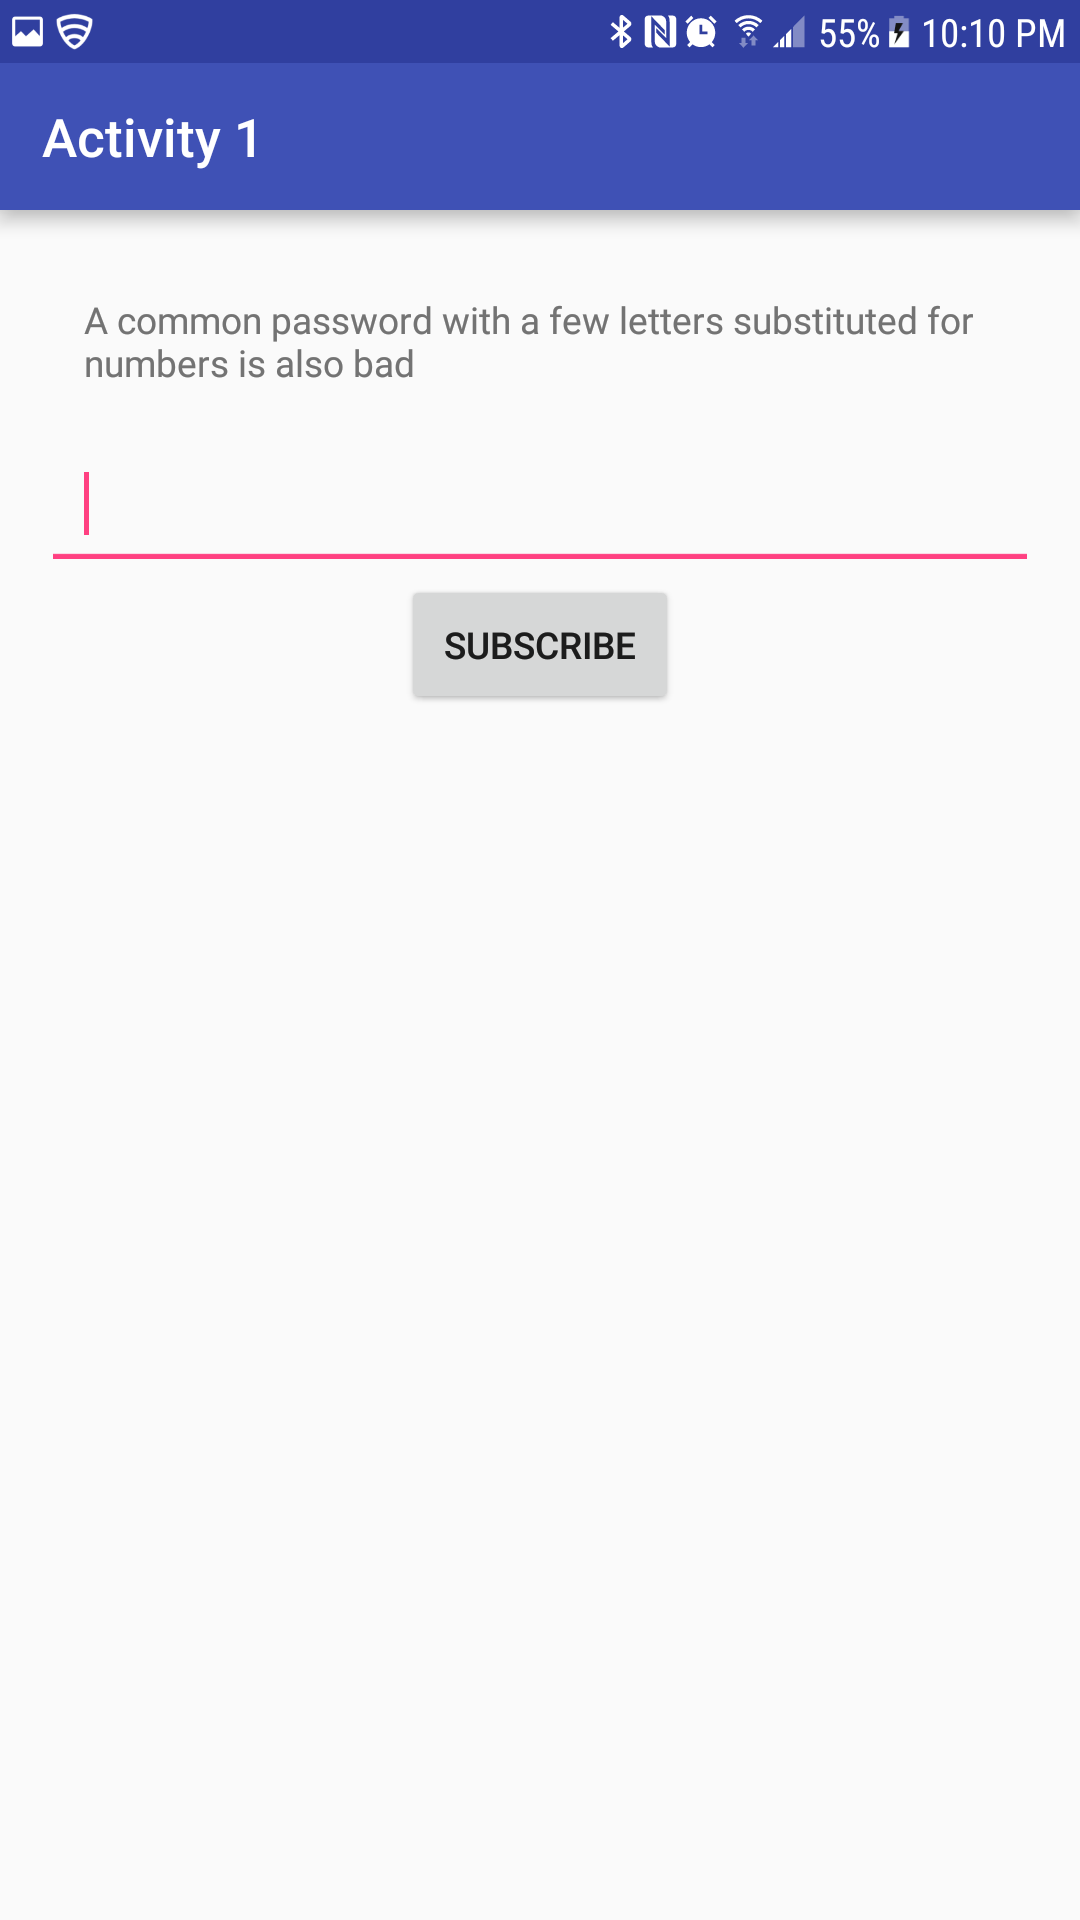 55% 10:10 PM
Activity 1
A common password with a few letters substituted for
numbers is also bad
SUBSCRIBE